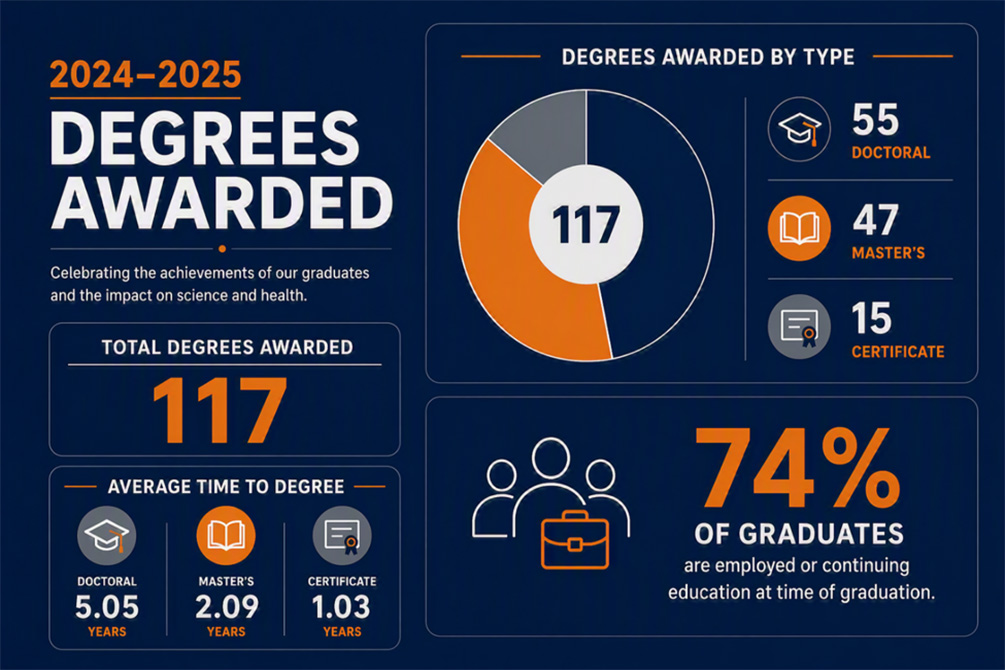 2024–2025
DEGREES
AWARDED
Celebrating the achievements of our graduates
and the impact on science and health.
TOTAL DEGREES AWARDED
117
AVERAGE TIME TO DEGREE
DOCTORAL
5.05
YEARS
MASTER'S
2.09
YEARS
CERTIFICATE
1.03
YEARS
DEGREES AWARDED BY TYPE
117
55
DOCTORAL
47
MASTER'S
15
CERTIFICATE
74%
OF GRADUATES
are employed or continuing
education at time of graduation.